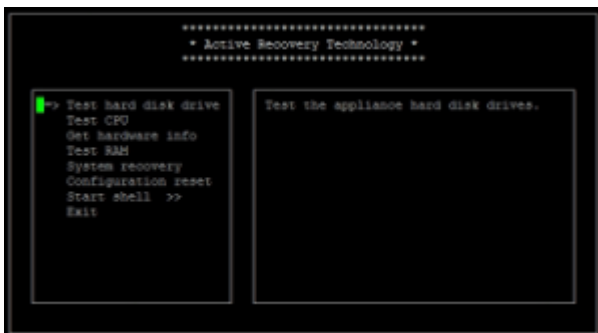 ********************************
* Active Recovery Technology *
********************************
=> Test hard disk drive
Test CPU
Get hardware info
Test RAM
System recovery
Configuration reset
Start shell >>
Exit
Test the appliance hard disk drives.